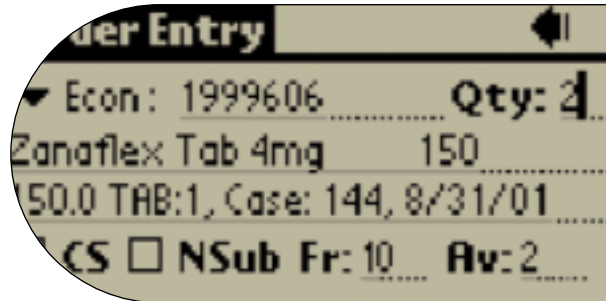 der Entry
Econ: 1999606 Qty: 2
Zanaflex Tab 4mg 150
150.0 TAB:1, Case: 144, 8/31/01
CS NSub Fr: 10 Av: 2